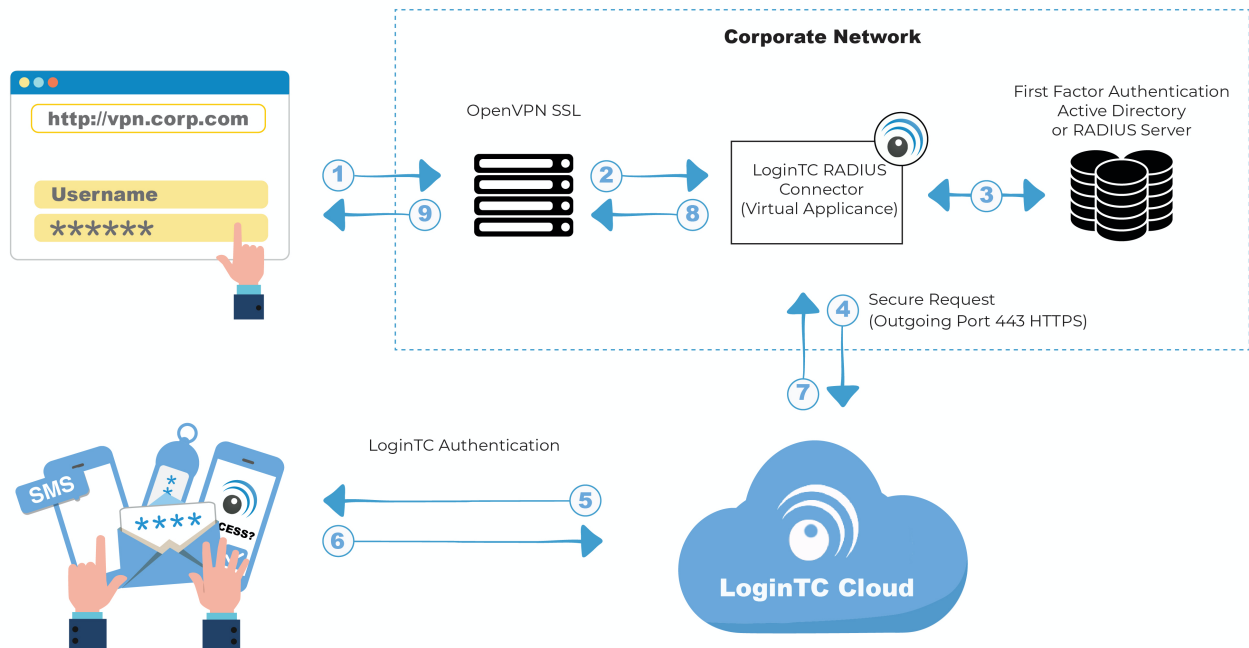 Corporate Network
http://vpn.corp.com
Username
******
OpenVPN SSL
LoginTC RADIUS
Connector
(Virtual Applicance)
First Factor Authentication
Active Directory
or RADIUS Server
1
2
3
9
8
4
Secure Request
(Outgoing Port 443 HTTPS)
7
LoginTC Authentication
5
6
SMS
*
*
****
CESS?
LoginTC Cloud